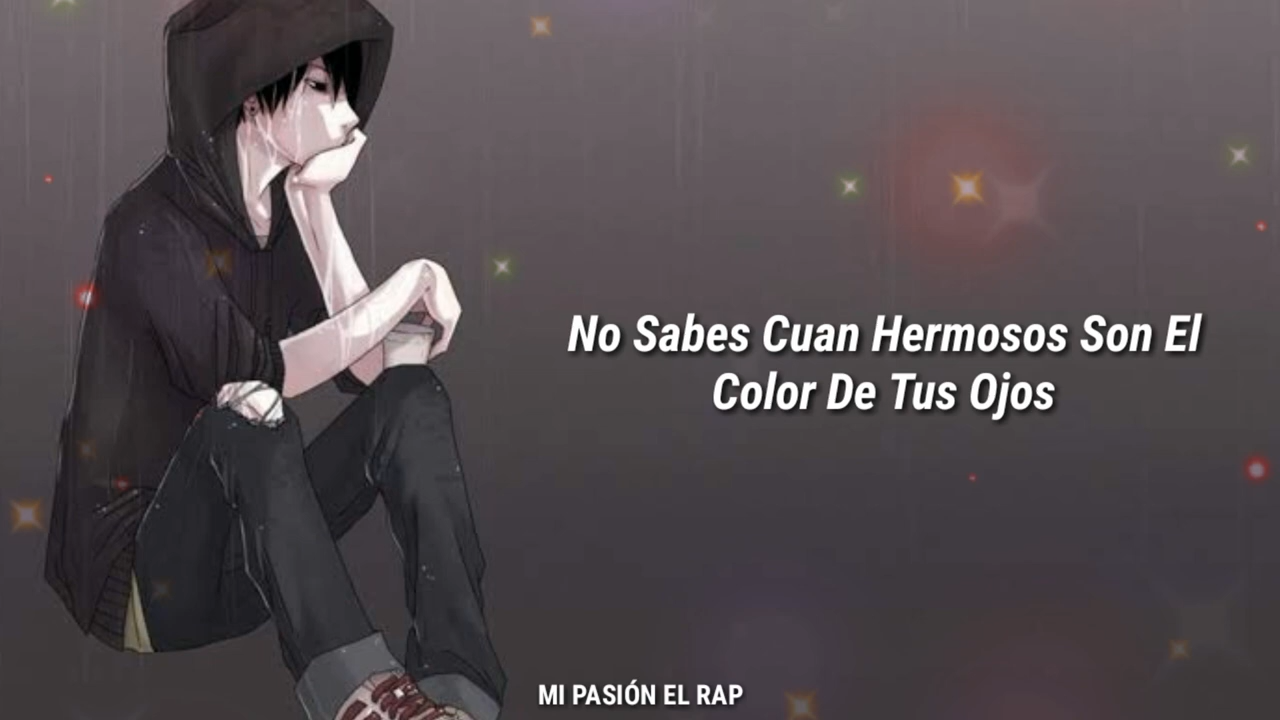 No Sabes Cuan Hermosos Son El
Color De Tus Ojos
MI PASIÓN EL RAP